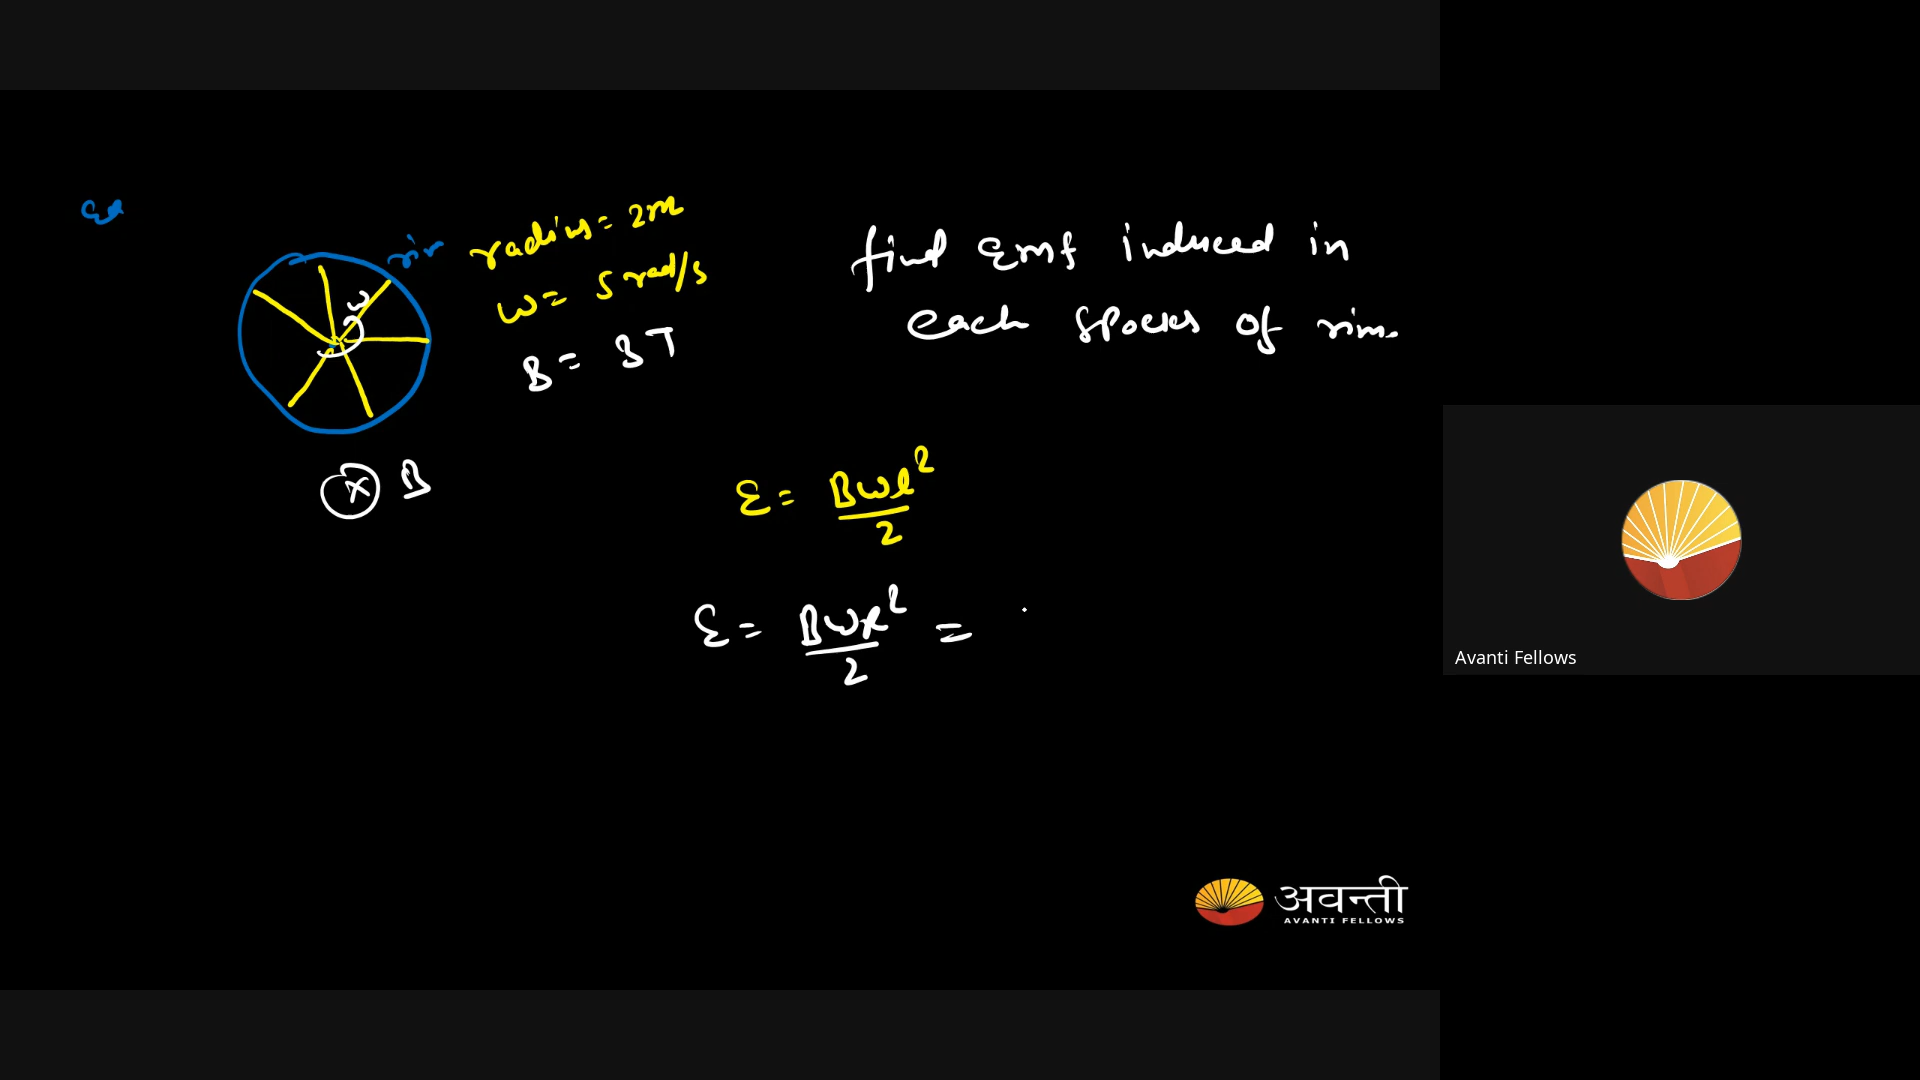 Ex
rim
radius = 2m
ω = 5 rad/s
B = 3T
ω
⊗ B
find Emf induced in
each spokes of rim.
ε = Bωl²/2
ε = BωR²/2 =
अवन्ती
AVANTI FELLOWS
Avanti Fellows